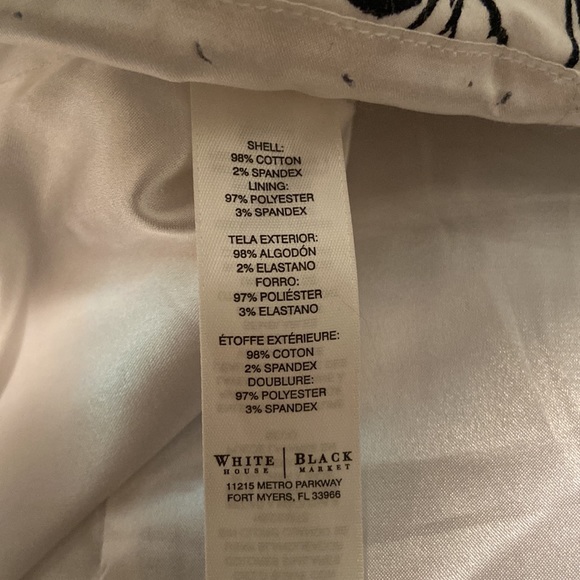 SHELL:
98% COTTON
2% SPANDEX
LINING:
97% POLYESTER
3% SPANDEX
TELA EXTERIOR:
98% ALGODÓN
2% ELASTANO
FORRO:
97% POLIÉSTER
3% ELASTANO
ÉTOFFE EXTÉRIEURE:
98% COTON
2% SPANDEX
DOUBLURE:
97% POLYESTER
3% SPANDEX
WHITE | BLACK
HOUSE MARKET
11215 METRO PARKWAY
FORT MYERS, FL 33966